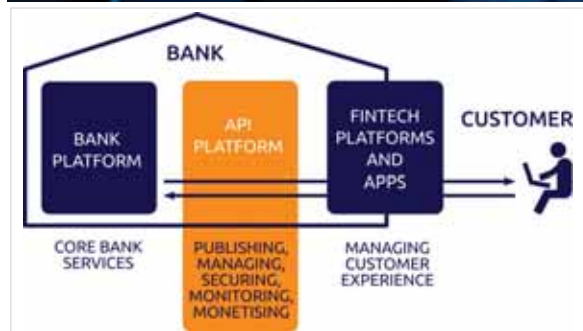 BANK
BANK
PLATFORM
API
PLATFORM
FINTECH
PLATFORMS
AND
APPS
CUSTOMER
CORE BANK
SERVICES
PUBLISHING,
MANAGING,
SECURING,
MONITORING,
MONETISING
MANAGING
CUSTOMER
EXPERIENCE